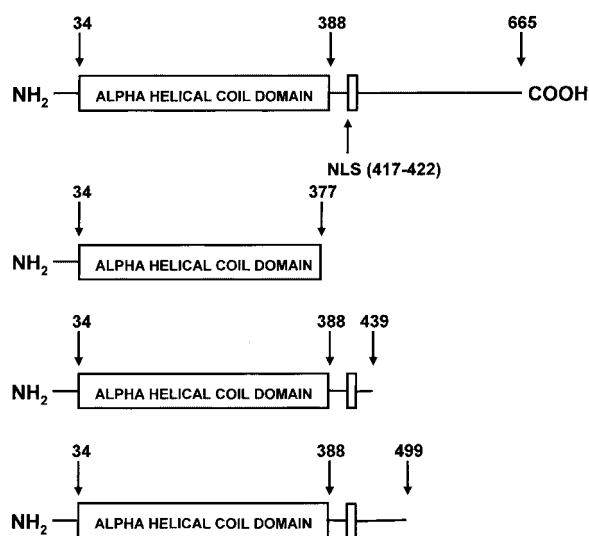 34 388 665
NH2 ALPHA HELICAL COIL DOMAIN COOH
NLS (417-422)
34 377
NH2 ALPHA HELICAL COIL DOMAIN
34 388 439
NH2 ALPHA HELICAL COIL DOMAIN
34 388 499
NH2 ALPHA HELICAL COIL DOMAIN